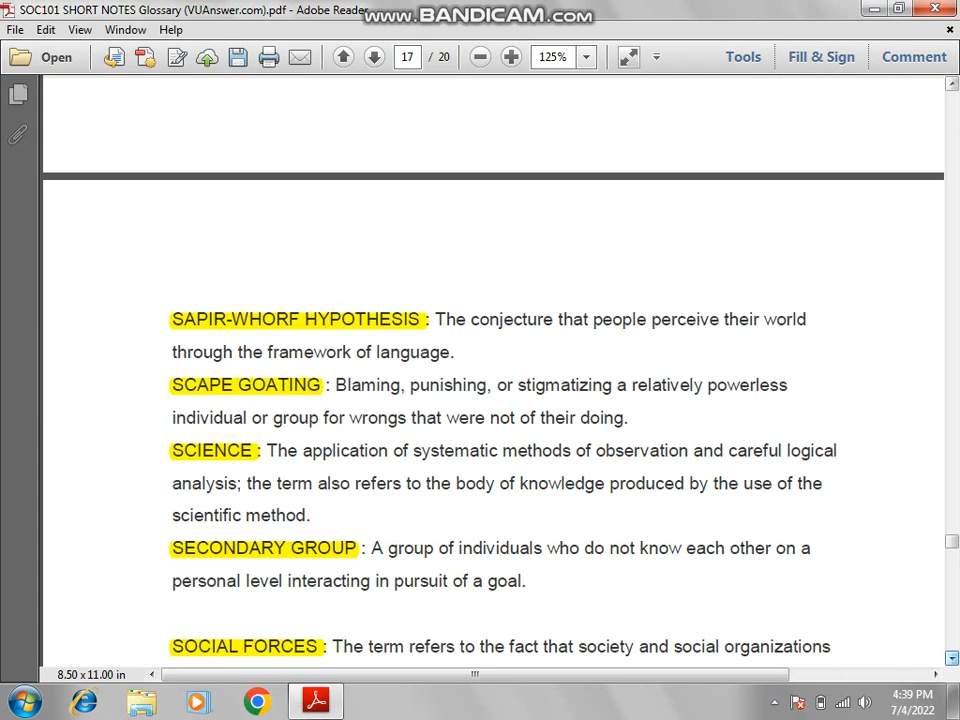 SOC101 SHORT NOTES Glossary (VUAnswer.com).pdf - Adobe Reader
www.BANDICAM.com
File Edit View Window Help
Open 17 / 20 125% Tools Fill & Sign Comment
SAPIR-WHORF HYPOTHESIS : The conjecture that people perceive their world
through the framework of language.
SCAPE GOATING : Blaming, punishing, or stigmatizing a relatively powerless
individual or group for wrongs that were not of their doing.
SCIENCE : The application of systematic methods of observation and careful logical
analysis; the term also refers to the body of knowledge produced by the use of the
scientific method.
SECONDARY GROUP : A group of individuals who do not know each other on a
personal level interacting in pursuit of a goal.
SOCIAL FORCES : The term refers to the fact that society and social organizations
8.50 x 11.00 in
4:39 PM
7/4/2022